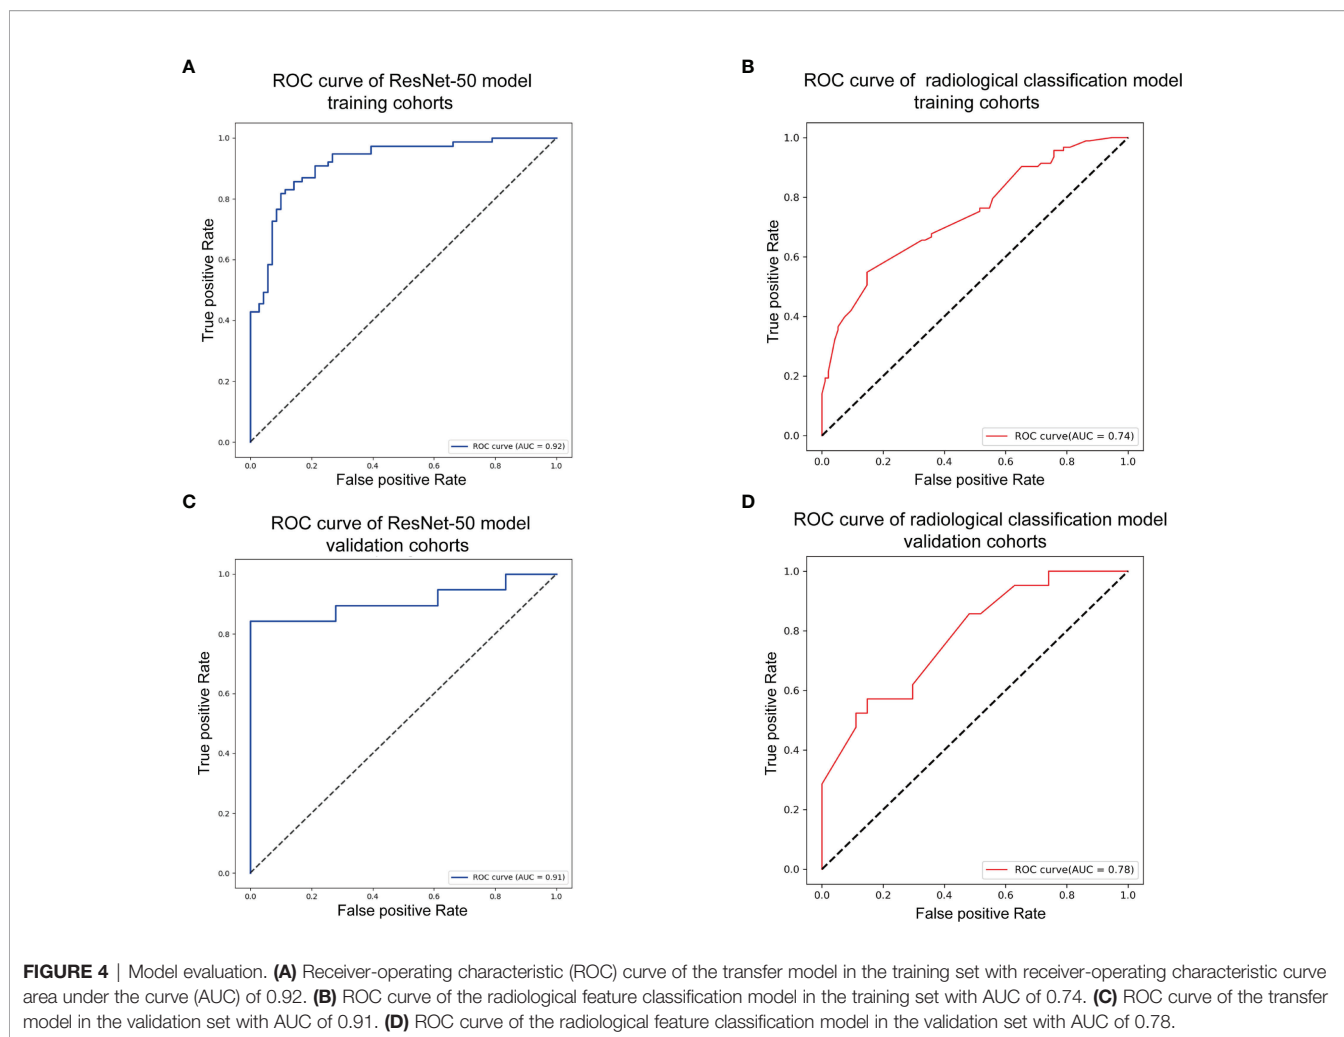 A
ROC curve of ResNet-50 model
training cohorts
True positive Rate
1.0
0.8
0.6
0.4
0.2
0.0
ROC curve (AUC = 0.92)
0.0 0.2 0.4 0.6 0.8 1.0
False positive Rate
B
ROC curve of radiological classification model
training cohorts
True positive Rate
1.0
0.8
0.6
0.4
0.2
0.0
ROC curve(AUC = 0.74)
0.0 0.2 0.4 0.6 0.8 1.0
False positive Rate
C
ROC curve of ResNet-50 model
validation cohorts
True positive Rate
1.0
0.8
0.6
0.4
0.2
0.0
ROC curve (AUC = 0.91)
0.0 0.2 0.4 0.6 0.8 1.0
False positive Rate
D
ROC curve of radiological classification model
validation cohorts
True positive Rate
1.0
0.8
0.6
0.4
0.2
0.0
ROC curve(AUC = 0.78)
0.0 0.2 0.4 0.6 0.8 1.0
False positive Rate
FIGURE 4 | Model evaluation. (A) Receiver-operating characteristic (ROC) curve of the transfer model in the training set with receiver-operating characteristic curve
area under the curve (AUC) of 0.92. (B) ROC curve of the radiological feature classification model in the training set with AUC of 0.74. (C) ROC curve of the transfer
model in the validation set with AUC of 0.91. (D) ROC curve of the radiological feature classification model in the validation set with AUC of 0.78.